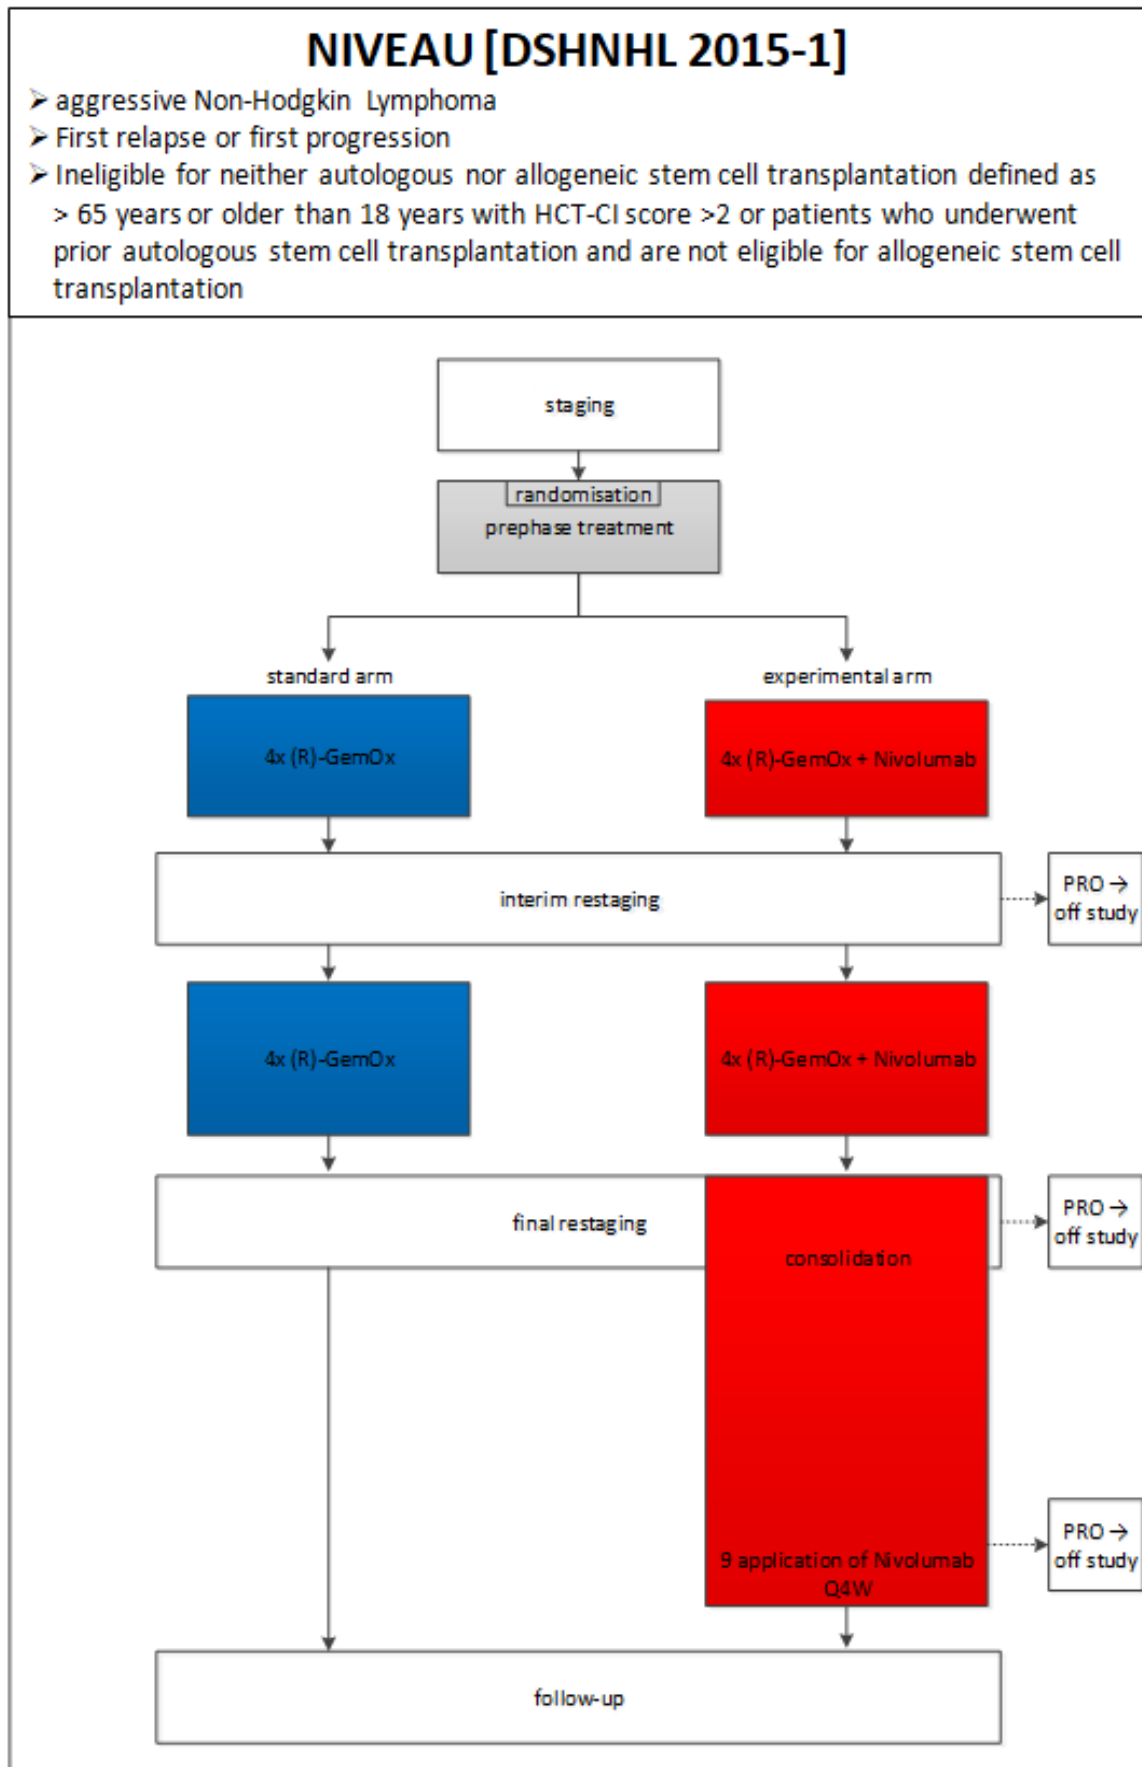 NIVEAU [DSHNHL 2015-1]
➢ aggressive Non-Hodgkin Lymphoma
➢ First relapse or first progression
➢ Ineligible for neither autologous nor allogeneic stem cell transplantation defined as
> 65 years or older than 18 years with HCT-CI score >2 or patients who underwent
prior autologous stem cell transplantation and are not eligible for allogeneic stem cell
transplantation
staging
randomisation
prephase treatment
standard arm
experimental arm
4x (R)-GemOx
4x (R)-GemOx + Nivolumab
interim restaging
PRO →
off study
4x (R)-GemOx
4x (R)-GemOx + Nivolumab
final restaging
consolidation
PRO →
off study
9 application of Nivolumab
Q4W
PRO →
off study
follow-up